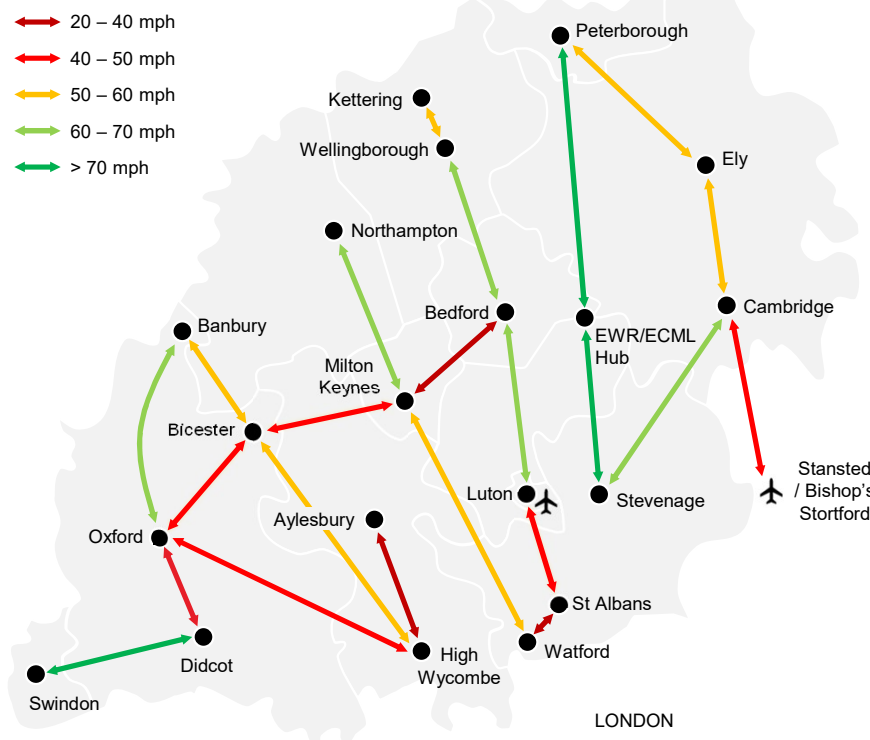 20 – 40 mph
40 – 50 mph
50 – 60 mph
60 – 70 mph
> 70 mph
Peterborough
Kettering
Wellingborough
Ely
Northampton
Bedford
Cambridge
Banbury
EWR/ECML
Hub
Milton
Keynes
Bicester
Stansted
/ Bishop's
Stortford
Luton
Stevenage
Aylesbury
Oxford
St Albans
Watford
High
Wycombe
Didcot
Swindon
LONDON